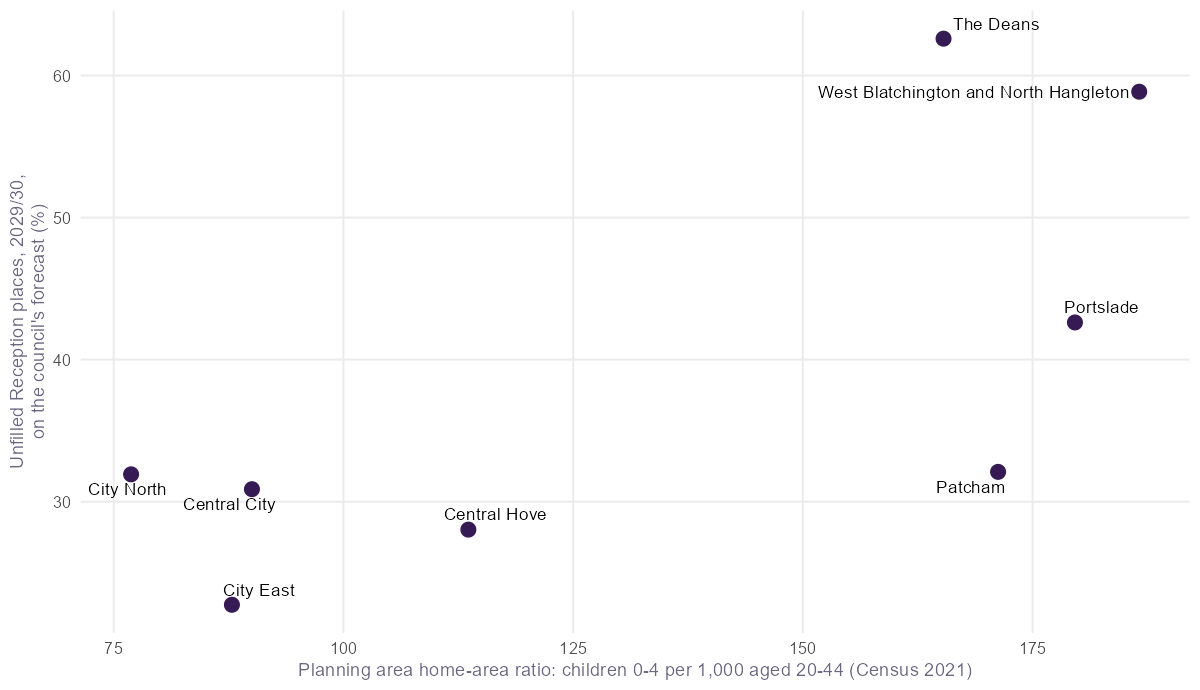 The Deans
60
West Blatchington and North Hangleton
Unfilled Reception places, 2029/30,
on the council's forecast (%)
50
40
30
Portslade
Patcham
City North
Central City
Central Hove
City East
75
100
125
150
175
Planning area home-area ratio: children 0-4 per 1,000 aged 20-44 (Census 2021)